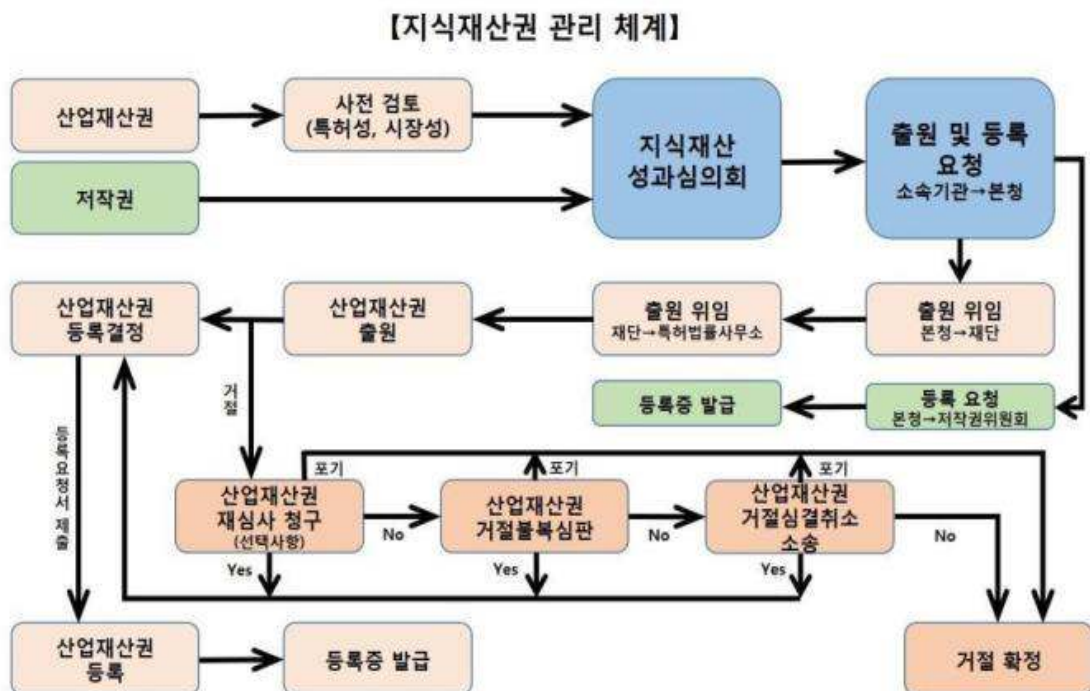 【지식재산권 관리 체계】
산업재산권
사전 검토
(특허성, 시장성)
지식재산
성과심의회
출원 및 등록
요청
소속기관→본청
저작권
산업재산권
등록결정
산업재산권
출원
출원 위임
재단→특허법률사무소
출원 위임
본청→재단
거절
등록증 발급
등록 요청
본청→저작권위원회
등록요청서 제출
포기
포기
포기
산업재산권
재심사 청구
(선택사항)
No
산업재산권
거절불복심판
No
산업재산권
거절심결취소
소송
No
Yes
Yes
Yes
산업재산권
등록
등록증 발급
거절 확정